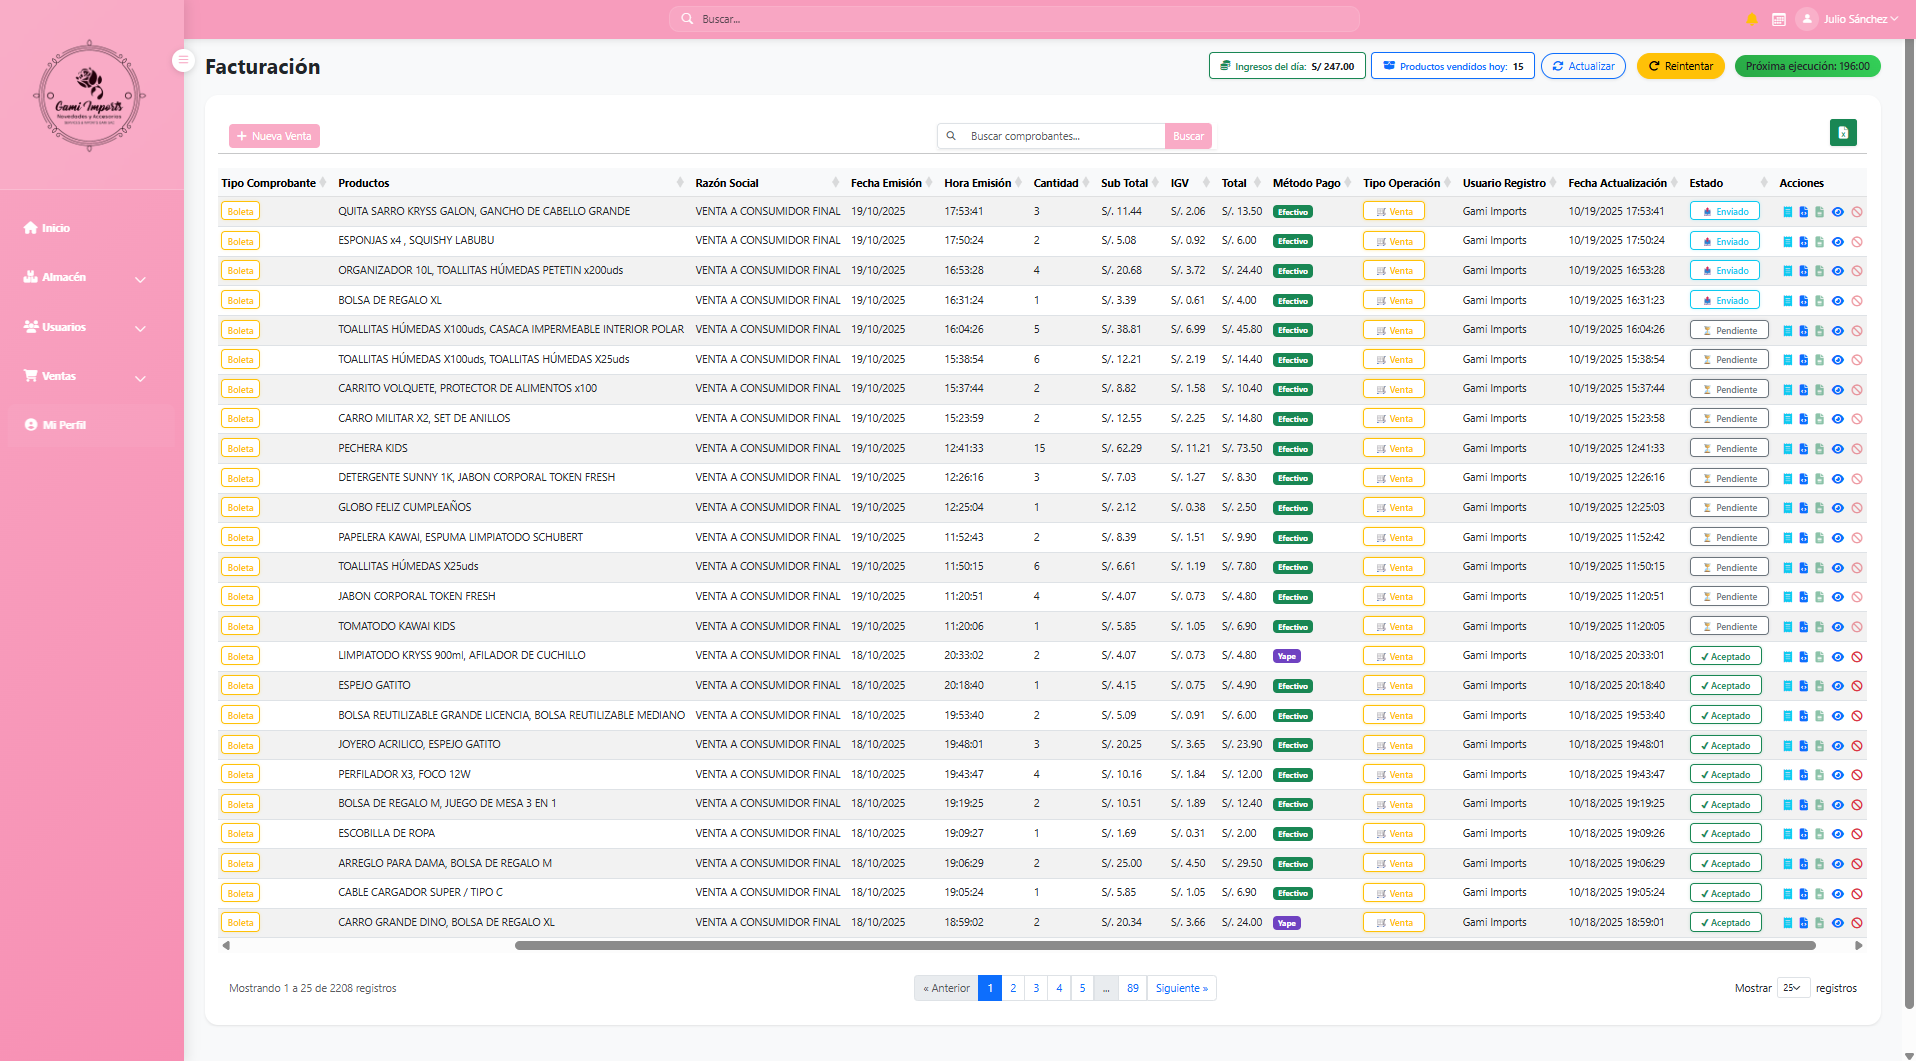 Buscar...
Julio Sánchez
Gami Imports
Novedades y Accesorios
Inicio
Almacén
Usuarios
Ventas
Mi Perfil
Facturación
Ingresos del día: S/ 247.00
Productos vendidos hoy: 15
Actualizar
Reintentar
Próxima ejecución: 196:00
+ Nueva Venta
Buscar comprobantes...
Buscar
Tipo Comprobante Productos Razón Social Fecha Emisión Hora Emisión Cantidad Sub Total IGV Total Método Pago Tipo Operación Usuario Registro Fecha Actualización Estado Acciones
Boleta QUITA SARRO KRYSS GALON, GANCHO DE CABELLO GRANDE VENTA A CONSUMIDOR FINAL 19/10/2025 17:53:41 3 S/. 11.44 S/. 2.06 S/. 13.50 Efectivo Venta Gami Imports 10/19/2025 17:53:41 Enviado
Boleta ESPONJAS x4 , SQUISHY LABUBU VENTA A CONSUMIDOR FINAL 19/10/2025 17:50:24 2 S/. 5.08 S/. 0.92 S/. 6.00 Efectivo Venta Gami Imports 10/19/2025 17:50:24 Enviado
Boleta ORGANIZADOR 10L, TOALLITAS HÚMEDAS PETETIN x200uds VENTA A CONSUMIDOR FINAL 19/10/2025 16:53:28 4 S/. 20.68 S/. 3.72 S/. 24.40 Efectivo Venta Gami Imports 10/19/2025 16:53:28 Enviado
Boleta BOLSA DE REGALO XL VENTA A CONSUMIDOR FINAL 19/10/2025 16:31:24 1 S/. 3.39 S/. 0.61 S/. 4.00 Efectivo Venta Gami Imports 10/19/2025 16:31:23 Enviado
Boleta TOALLITAS HÚMEDAS X100uds, CASACA IMPERMEABLE INTERIOR POLAR VENTA A CONSUMIDOR FINAL 19/10/2025 16:04:26 5 S/. 38.81 S/. 6.99 S/. 45.80 Efectivo Venta Gami Imports 10/19/2025 16:04:26 Pendiente
Boleta TOALLITAS HÚMEDAS X100uds, TOALLITAS HÚMEDAS X25uds VENTA A CONSUMIDOR FINAL 19/10/2025 15:38:54 6 S/. 12.21 S/. 2.19 S/. 14.40 Efectivo Venta Gami Imports 10/19/2025 15:38:54 Pendiente
Boleta CARRITO VOLQUETE, PROTECTOR DE ALIMENTOS x100 VENTA A CONSUMIDOR FINAL 19/10/2025 15:37:44 2 S/. 8.82 S/. 1.58 S/. 10.40 Efectivo Venta Gami Imports 10/19/2025 15:37:44 Pendiente
Boleta CARRO MILITAR X2, SET DE ANILLOS VENTA A CONSUMIDOR FINAL 19/10/2025 15:23:59 2 S/. 12.55 S/. 2.25 S/. 14.80 Efectivo Venta Gami Imports 10/19/2025 15:23:58 Pendiente
Boleta PECHERA KIDS VENTA A CONSUMIDOR FINAL 19/10/2025 12:41:33 15 S/. 62.29 S/. 11.21 S/. 73.50 Efectivo Venta Gami Imports 10/19/2025 12:41:33 Pendiente
Boleta DETERGENTE SUNNY 1K, JABON CORPORAL TOKEN FRESH VENTA A CONSUMIDOR FINAL 19/10/2025 12:26:16 3 S/. 7.03 S/. 1.27 S/. 8.30 Efectivo Venta Gami Imports 10/19/2025 12:26:16 Pendiente
Boleta GLOBO FELIZ CUMPLEAÑOS VENTA A CONSUMIDOR FINAL 19/10/2025 12:25:04 1 S/. 2.12 S/. 0.38 S/. 2.50 Efectivo Venta Gami Imports 10/19/2025 12:25:03 Pendiente
Boleta PAPELERA KAWAI, ESPUMA LIMPIATODO SCHUBERT VENTA A CONSUMIDOR FINAL 19/10/2025 11:52:43 2 S/. 8.39 S/. 1.51 S/. 9.90 Efectivo Venta Gami Imports 10/19/2025 11:52:42 Pendiente
Boleta TOALLITAS HÚMEDAS X25uds VENTA A CONSUMIDOR FINAL 19/10/2025 11:50:15 6 S/. 6.61 S/. 1.19 S/. 7.80 Efectivo Venta Gami Imports 10/19/2025 11:50:15 Pendiente
Boleta JABON CORPORAL TOKEN FRESH VENTA A CONSUMIDOR FINAL 19/10/2025 11:20:51 4 S/. 4.07 S/. 0.73 S/. 4.80 Efectivo Venta Gami Imports 10/19/2025 11:20:51 Pendiente
Boleta TOMATODO KAWAI KIDS VENTA A CONSUMIDOR FINAL 19/10/2025 11:20:06 1 S/. 5.85 S/. 1.05 S/. 6.90 Efectivo Venta Gami Imports 10/19/2025 11:20:05 Pendiente
Boleta LIMPIATODO KRYSS 900ml, AFILADOR DE CUCHILLO VENTA A CONSUMIDOR FINAL 18/10/2025 20:33:02 2 S/. 4.07 S/. 0.73 S/. 4.80 Yape Venta Gami Imports 10/18/2025 20:33:01 Aceptado
Boleta ESPEJO GATITO VENTA A CONSUMIDOR FINAL 18/10/2025 20:18:40 1 S/. 4.15 S/. 0.75 S/. 4.90 Efectivo Venta Gami Imports 10/18/2025 20:18:40 Aceptado
Boleta BOLSA REUTILIZABLE GRANDE LICENCIA, BOLSA REUTILIZABLE MEDIANO VENTA A CONSUMIDOR FINAL 18/10/2025 19:53:40 2 S/. 5.09 S/. 0.91 S/. 6.00 Efectivo Venta Gami Imports 10/18/2025 19:53:40 Aceptado
Boleta JOYERO ACRILICO, ESPEJO GATITO VENTA A CONSUMIDOR FINAL 18/10/2025 19:48:01 3 S/. 20.25 S/. 3.65 S/. 23.90 Efectivo Venta Gami Imports 10/18/2025 19:48:01 Aceptado
Boleta PERFILADOR X3, FOCO 12W VENTA A CONSUMIDOR FINAL 18/10/2025 19:43:47 4 S/. 10.16 S/. 1.84 S/. 12.00 Efectivo Venta Gami Imports 10/18/2025 19:43:47 Aceptado
Boleta BOLSA DE REGALO M, JUEGO DE MESA 3 EN 1 VENTA A CONSUMIDOR FINAL 18/10/2025 19:19:25 2 S/. 10.51 S/. 1.89 S/. 12.40 Efectivo Venta Gami Imports 10/18/2025 19:19:25 Aceptado
Boleta ESCOBILLA DE ROPA VENTA A CONSUMIDOR FINAL 18/10/2025 19:09:27 1 S/. 1.69 S/. 0.31 S/. 2.00 Efectivo Venta Gami Imports 10/18/2025 19:09:26 Aceptado
Boleta ARREGLO PARA DAMA, BOLSA DE REGALO M VENTA A CONSUMIDOR FINAL 18/10/2025 19:06:29 2 S/. 25.00 S/. 4.50 S/. 29.50 Efectivo Venta Gami Imports 10/18/2025 19:06:29 Aceptado
Boleta CABLE CARGADOR SUPER / TIPO C VENTA A CONSUMIDOR FINAL 18/10/2025 19:05:24 1 S/. 5.85 S/. 1.05 S/. 6.90 Efectivo Venta Gami Imports 10/18/2025 19:05:24 Aceptado
Boleta CARRO GRANDE DINO, BOLSA DE REGALO XL VENTA A CONSUMIDOR FINAL 18/10/2025 18:59:02 2 S/. 20.34 S/. 3.66 S/. 24.00 Yape Venta Gami Imports 10/18/2025 18:59:01 Aceptado
Mostrando 1 a 25 de 2208 registros
« Anterior 1 2 3 4 5 ... 89 Siguiente »
Mostrar 25 registros